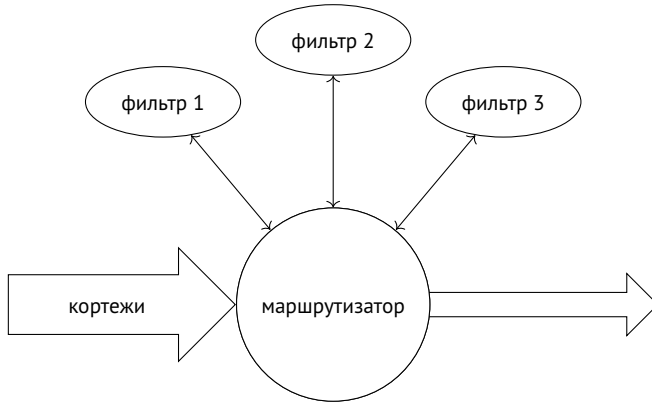 фильтр 2
фильтр 1
фильтр 3
кортежи
маршрутизатор